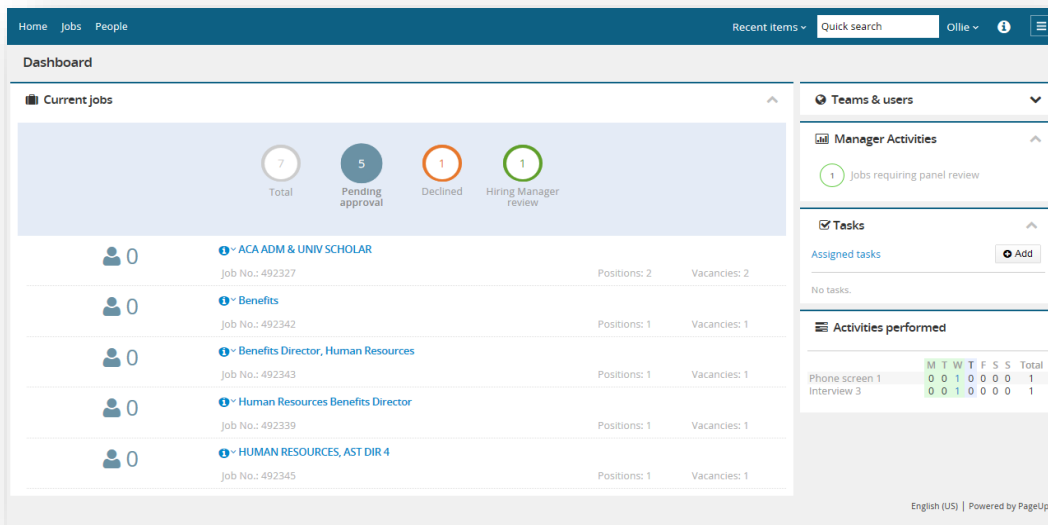 Home Jobs People Recent items Quick search Ollie
Dashboard
Current jobs
7
Total
5
Pending
approval
1
Declined
1
Hiring Manager
review
0 ACA ADM & UNIV SCHOLAR
Job No.: 492327 Positions: 2 Vacancies: 2
0 Benefits
Job No.: 492342 Positions: 1 Vacancies: 1
0 Benefits Director, Human Resources
Job No.: 492343 Positions: 1 Vacancies: 1
0 Human Resources Benefits Director
Job No.: 492339 Positions: 1 Vacancies: 1
0 HUMAN RESOURCES, AST DIR 4
Job No.: 492345 Positions: 1 Vacancies: 1
Teams & users
Manager Activities
1 Jobs requiring panel review
Tasks
Assigned tasks Add
No tasks.
Activities performed
M T W T F S S Total
Phone screen 1 0 0 1 0 0 0 0 1
Interview 3 0 0 1 0 0 0 0 1
English (US) | Powered by PageUp